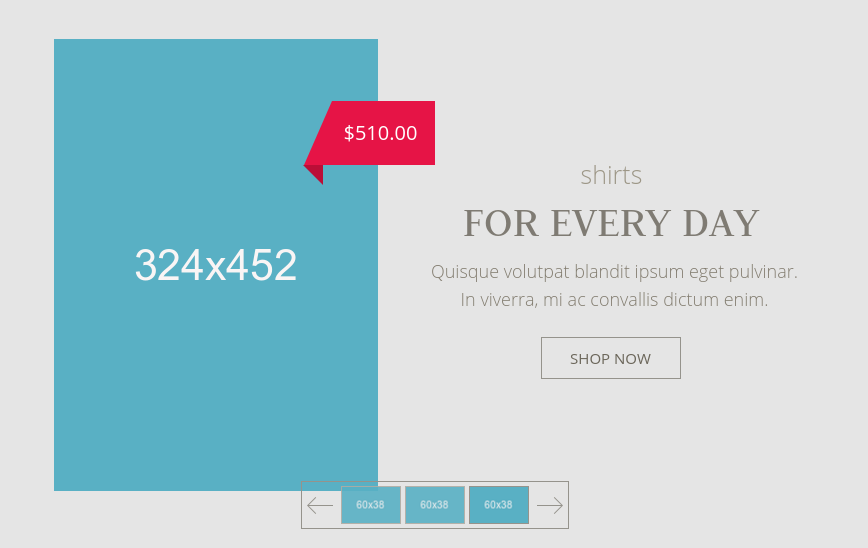 $510.00
324x452
shirts
FOR EVERY DAY
Quisque volutpat blandit ipsum eget pulvinar.
In viverra, mi ac convallis dictum enim.
SHOP NOW
60x38 60x38 60x38